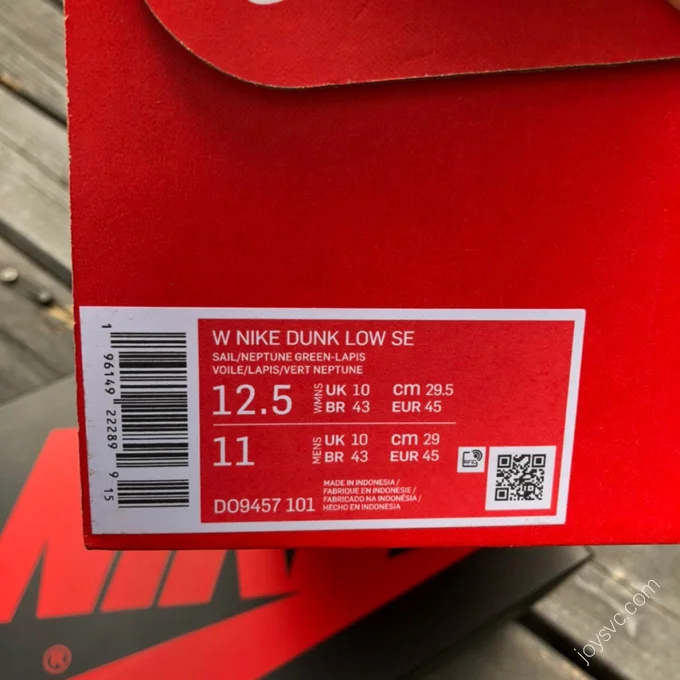 W NIKE DUNK LOW SE
SAIL/NEPTUNE GREEN-LAPIS
VOILE/LAPIS/VERT NEPTUNE
12.5 WMNS UK 10 CM 29.5
BR 43 EUR 45
11 MENS UK 10 CM 29
BR 43 EUR 45
DO9457 101
MADE IN INDONESIA /
FABRIQUE EN INDONESIE /
FABRICADO NA INDONÉSIA /
HECHO EN INDONESIA
1 96149 22289 9 15
NIKE
®
joysvc.com